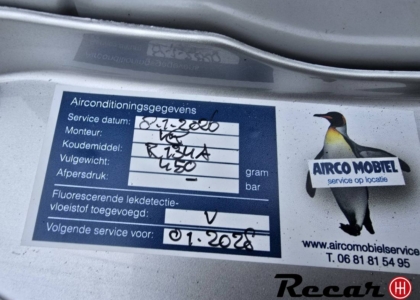 Airconditioningsgegevens
Service datum: 8-1-2026
Monteur:
Koudemiddel: R134A
Vulgewicht: 450 gram
Afpersdruk: - bar
Fluorescerende lekdetectie-
vloeistof toegevoegd: V
Volgende service voor: 01-2028
AIRCO MOBIEL
service op locatie
www.aircomobielservice
T. 06 81 81 54 95
Recar